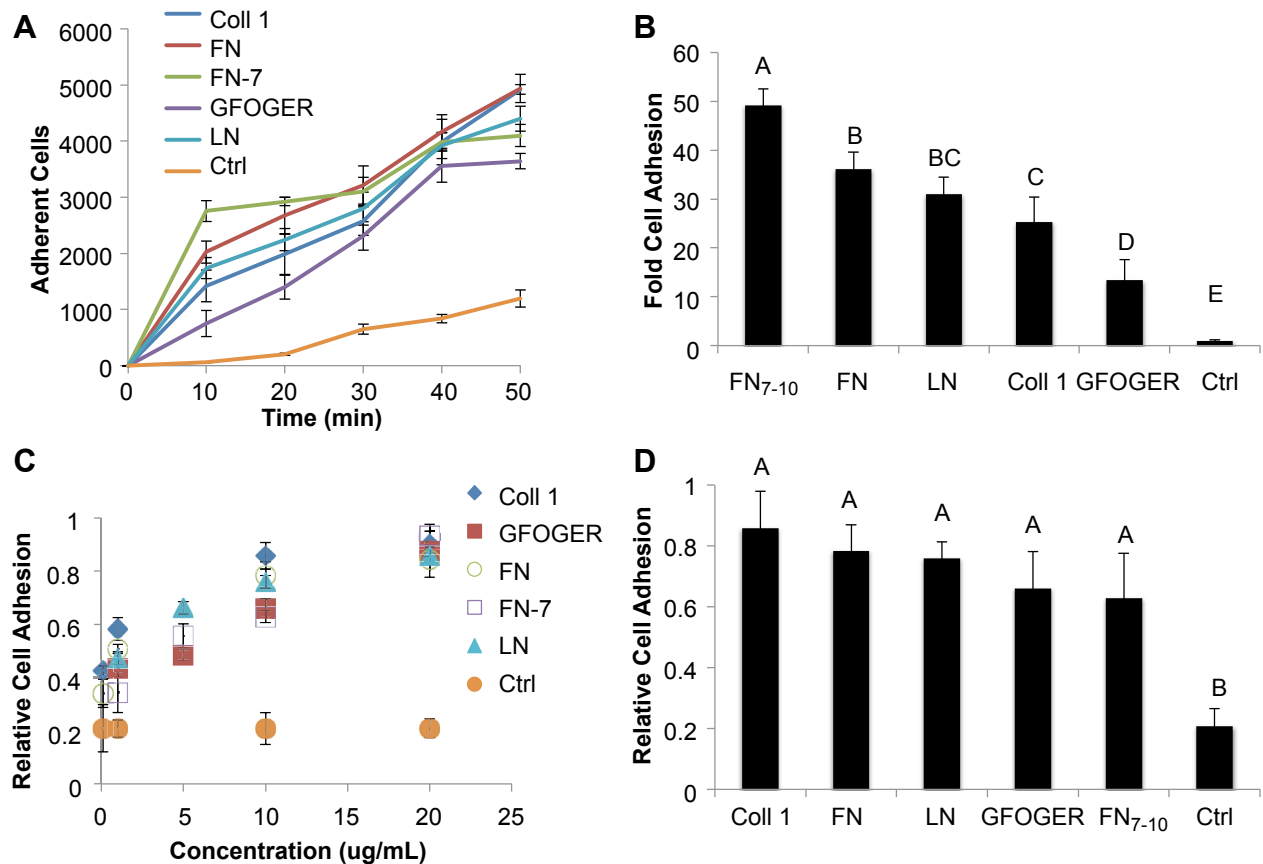 A
Coll 1
FN
FN-7
GFOGER
LN
Ctrl
6000
5000
4000
3000
2000
1000
0
Adherent Cells
0 10 20 30 40 50
Time (min)
B
60
50
40
30
20
10
0
Fold Cell Adhesion
A
B
BC
C
D
E
FN7-10 FN LN Coll 1 GFOGER Ctrl
C
Coll 1
GFOGER
FN
FN-7
LN
Ctrl
1
0.8
0.6
0.4
0.2
0
Relative Cell Adhesion
0 5 10 15 20 25
Concentration (ug/mL)
D
1
0.8
0.6
0.4
0.2
0
Relative Cell Adhesion
A
A
A
A
A
B
Coll 1 FN LN GFOGER FN7-10 Ctrl